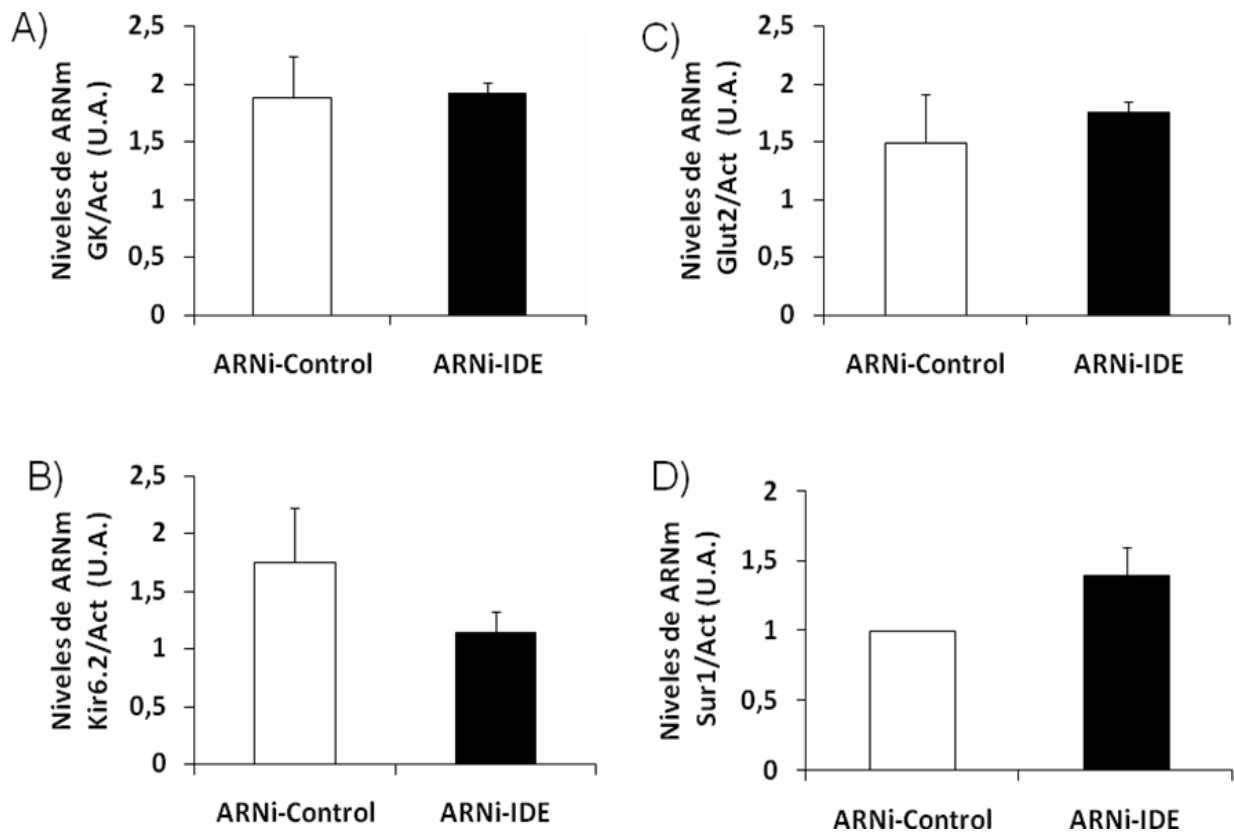 A)
Niveles de ARNm
GK/Act (U.A.)
2,5
2
1,5
1
0,5
0
ARNi-Control
ARNi-IDE
C)
Niveles de ARNm
Glut2/Act (U.A.)
2,5
2
1,5
1
0,5
0
ARNi-Control
ARNi-IDE
B)
Niveles de ARNm
Kir6.2/Act (U.A.)
2,5
2
1,5
1
0,5
0
ARNi-Control
ARNi-IDE
D)
Niveles de ARNm
Sur1/Act (U.A.)
2
1,5
1
0,5
0
ARNi-Control
ARNi-IDE